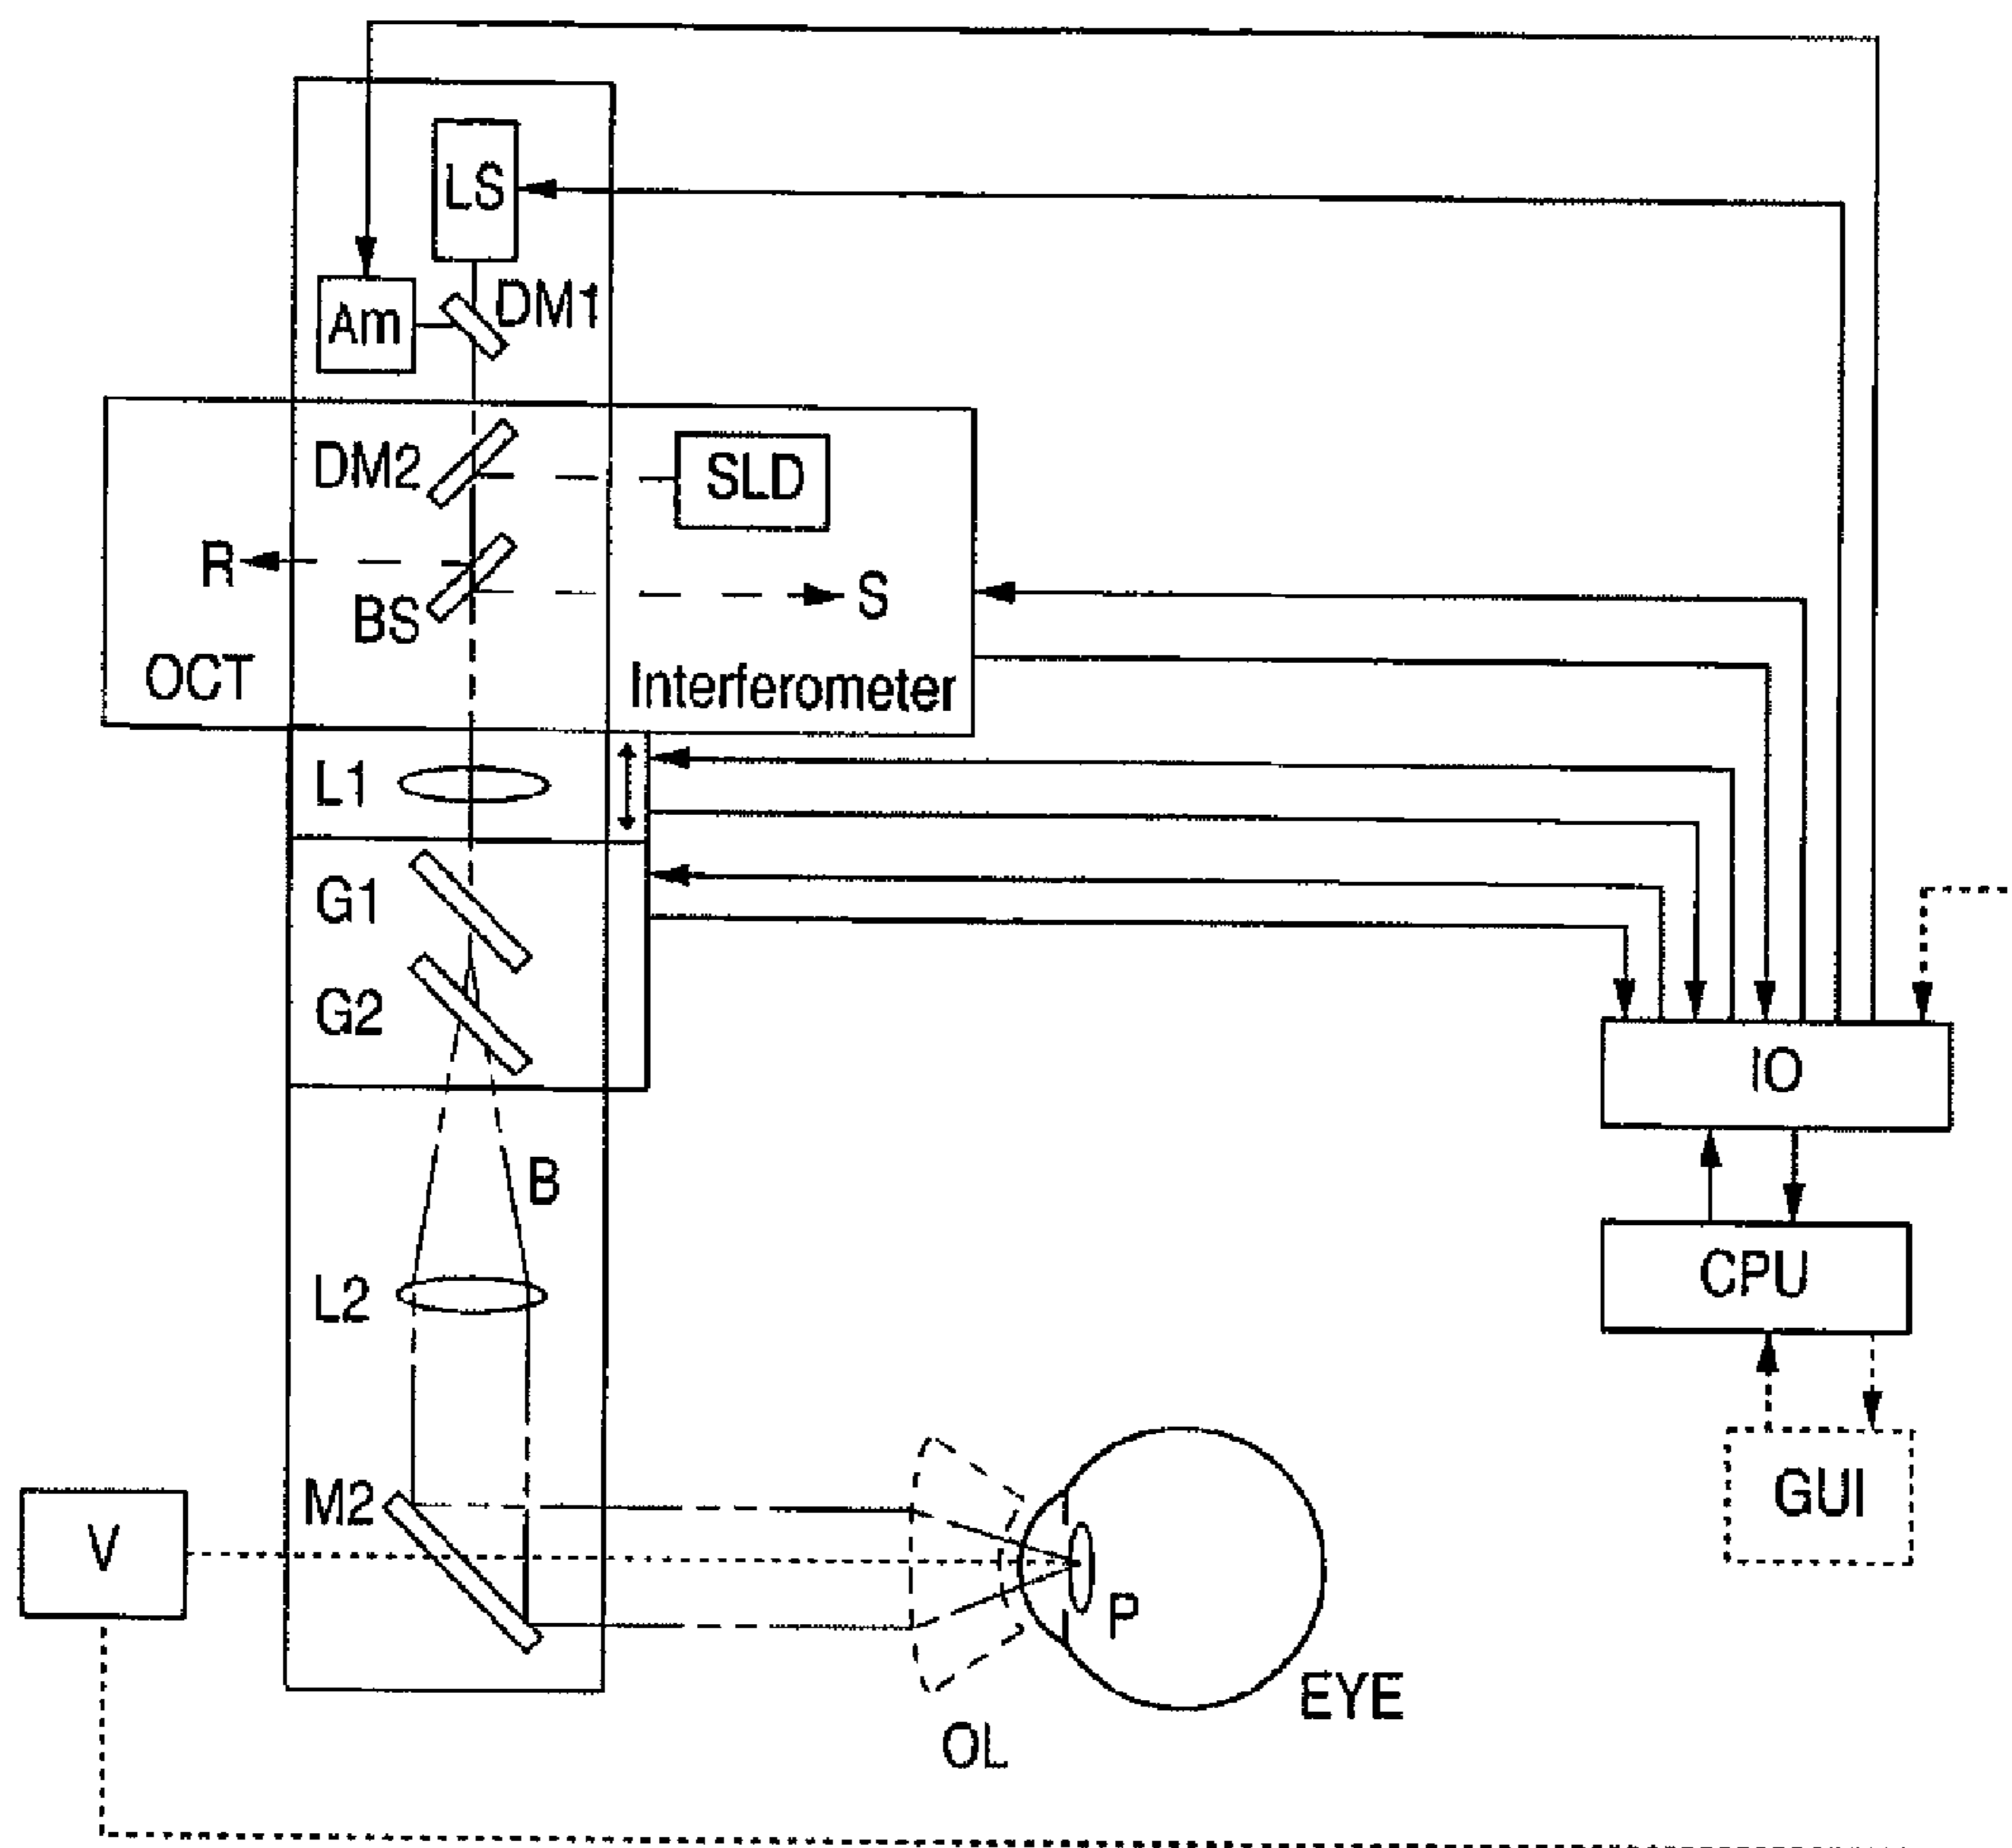 LS
DM1
Am
DM2
SLD
R
S
BS
OCT
Interferometer
L1
G1
G2
IO
B
CPU
L2
M2
GUI
V
P
EYE
OL